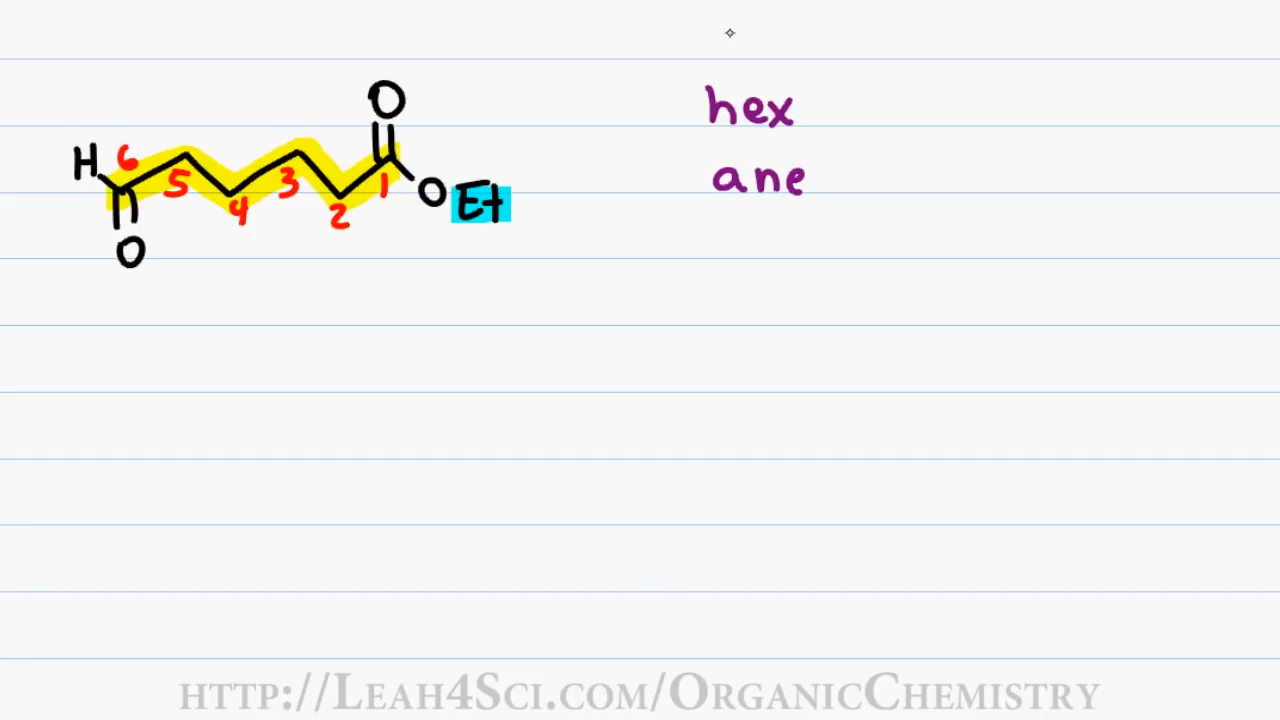 O
hex
H 6 5 4 3 2 1
ane
O Et
O
HTTP://LEAH4SCI.COM/ORGANICCHEMISTRY